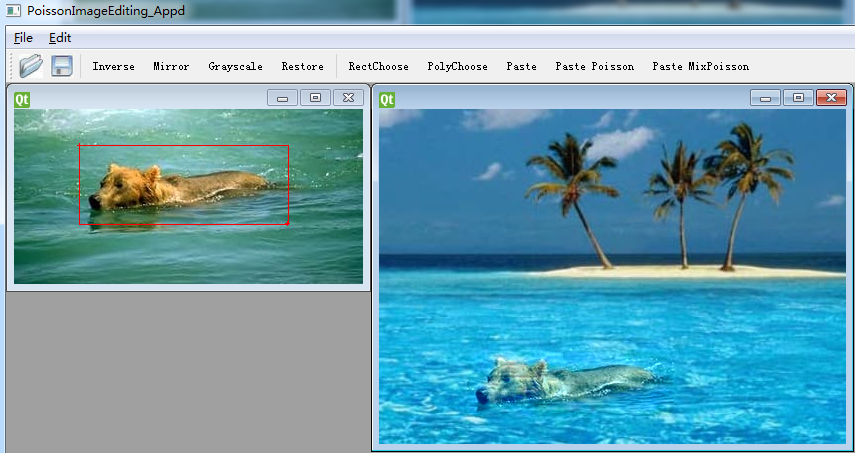 PoissonImageEditing_Appd
File Edit
Inverse Mirror Grayscale Restore RectChoose PolyChoose Paste Paste Poisson Paste MixPoisson
Qt
Qt